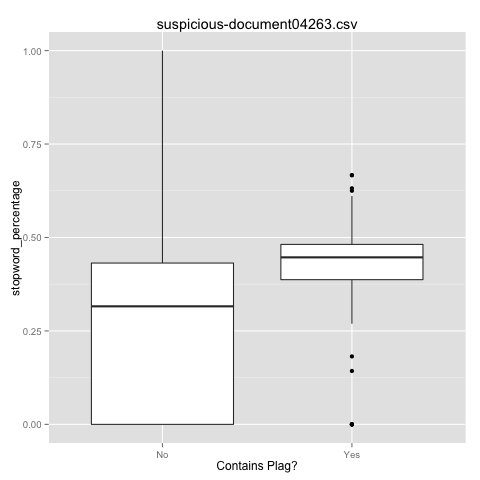 suspicious-document04263.csv
stopword_percentage
1.00
0.75
0.50
0.25
0.00
No Yes
Contains Plag?